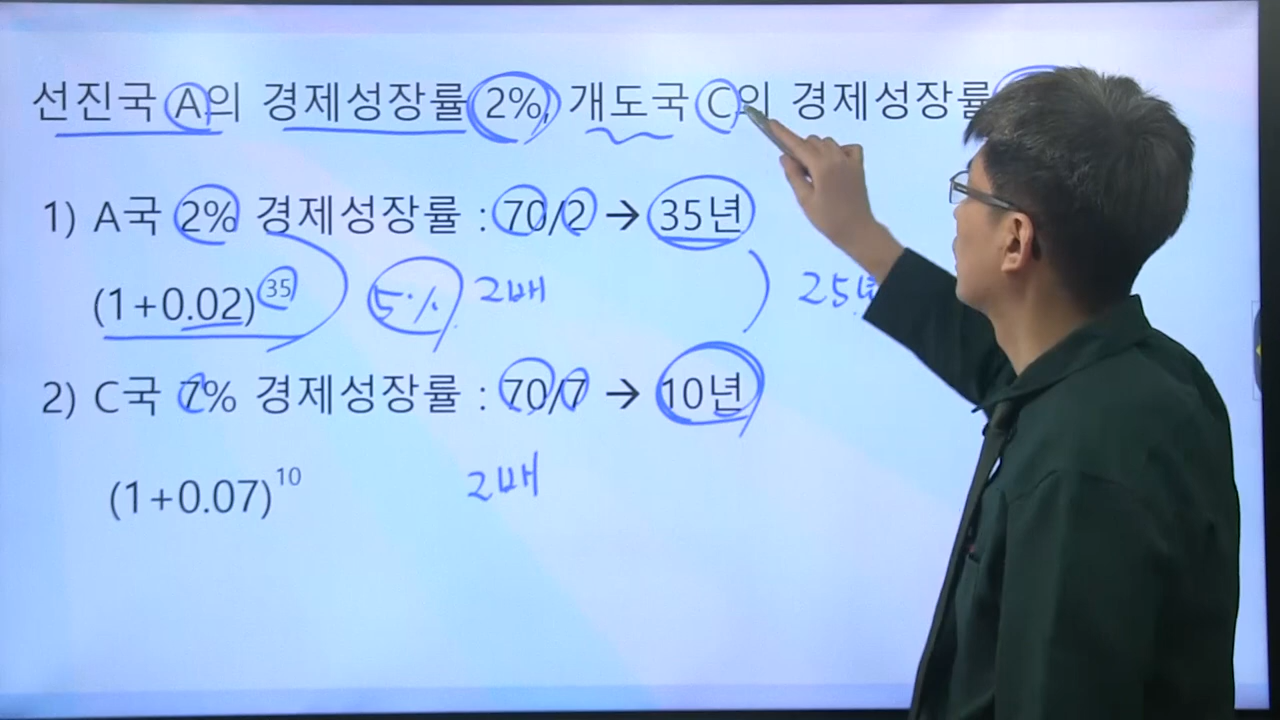 선진국 A의 경제성장률 2%, 개도국 C의 경제성장률
1) A국 2% 경제성장률 : 70/2 → 35년
(1+0.02)^35 5% 2배 25년
2) C국 7% 경제성장률 : 70/7 → 10년
(1+0.07)^10 2배